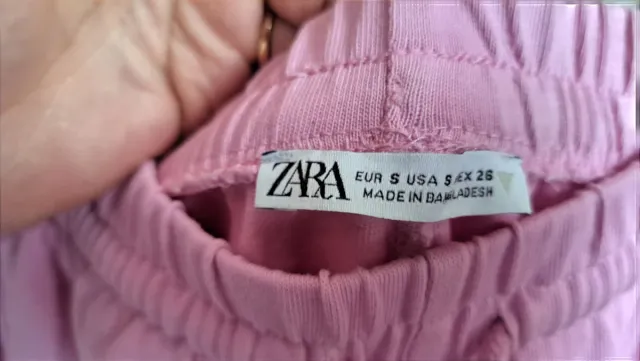 ZARA
EUR S USA S MEX 26
MADE IN BANGLADESH